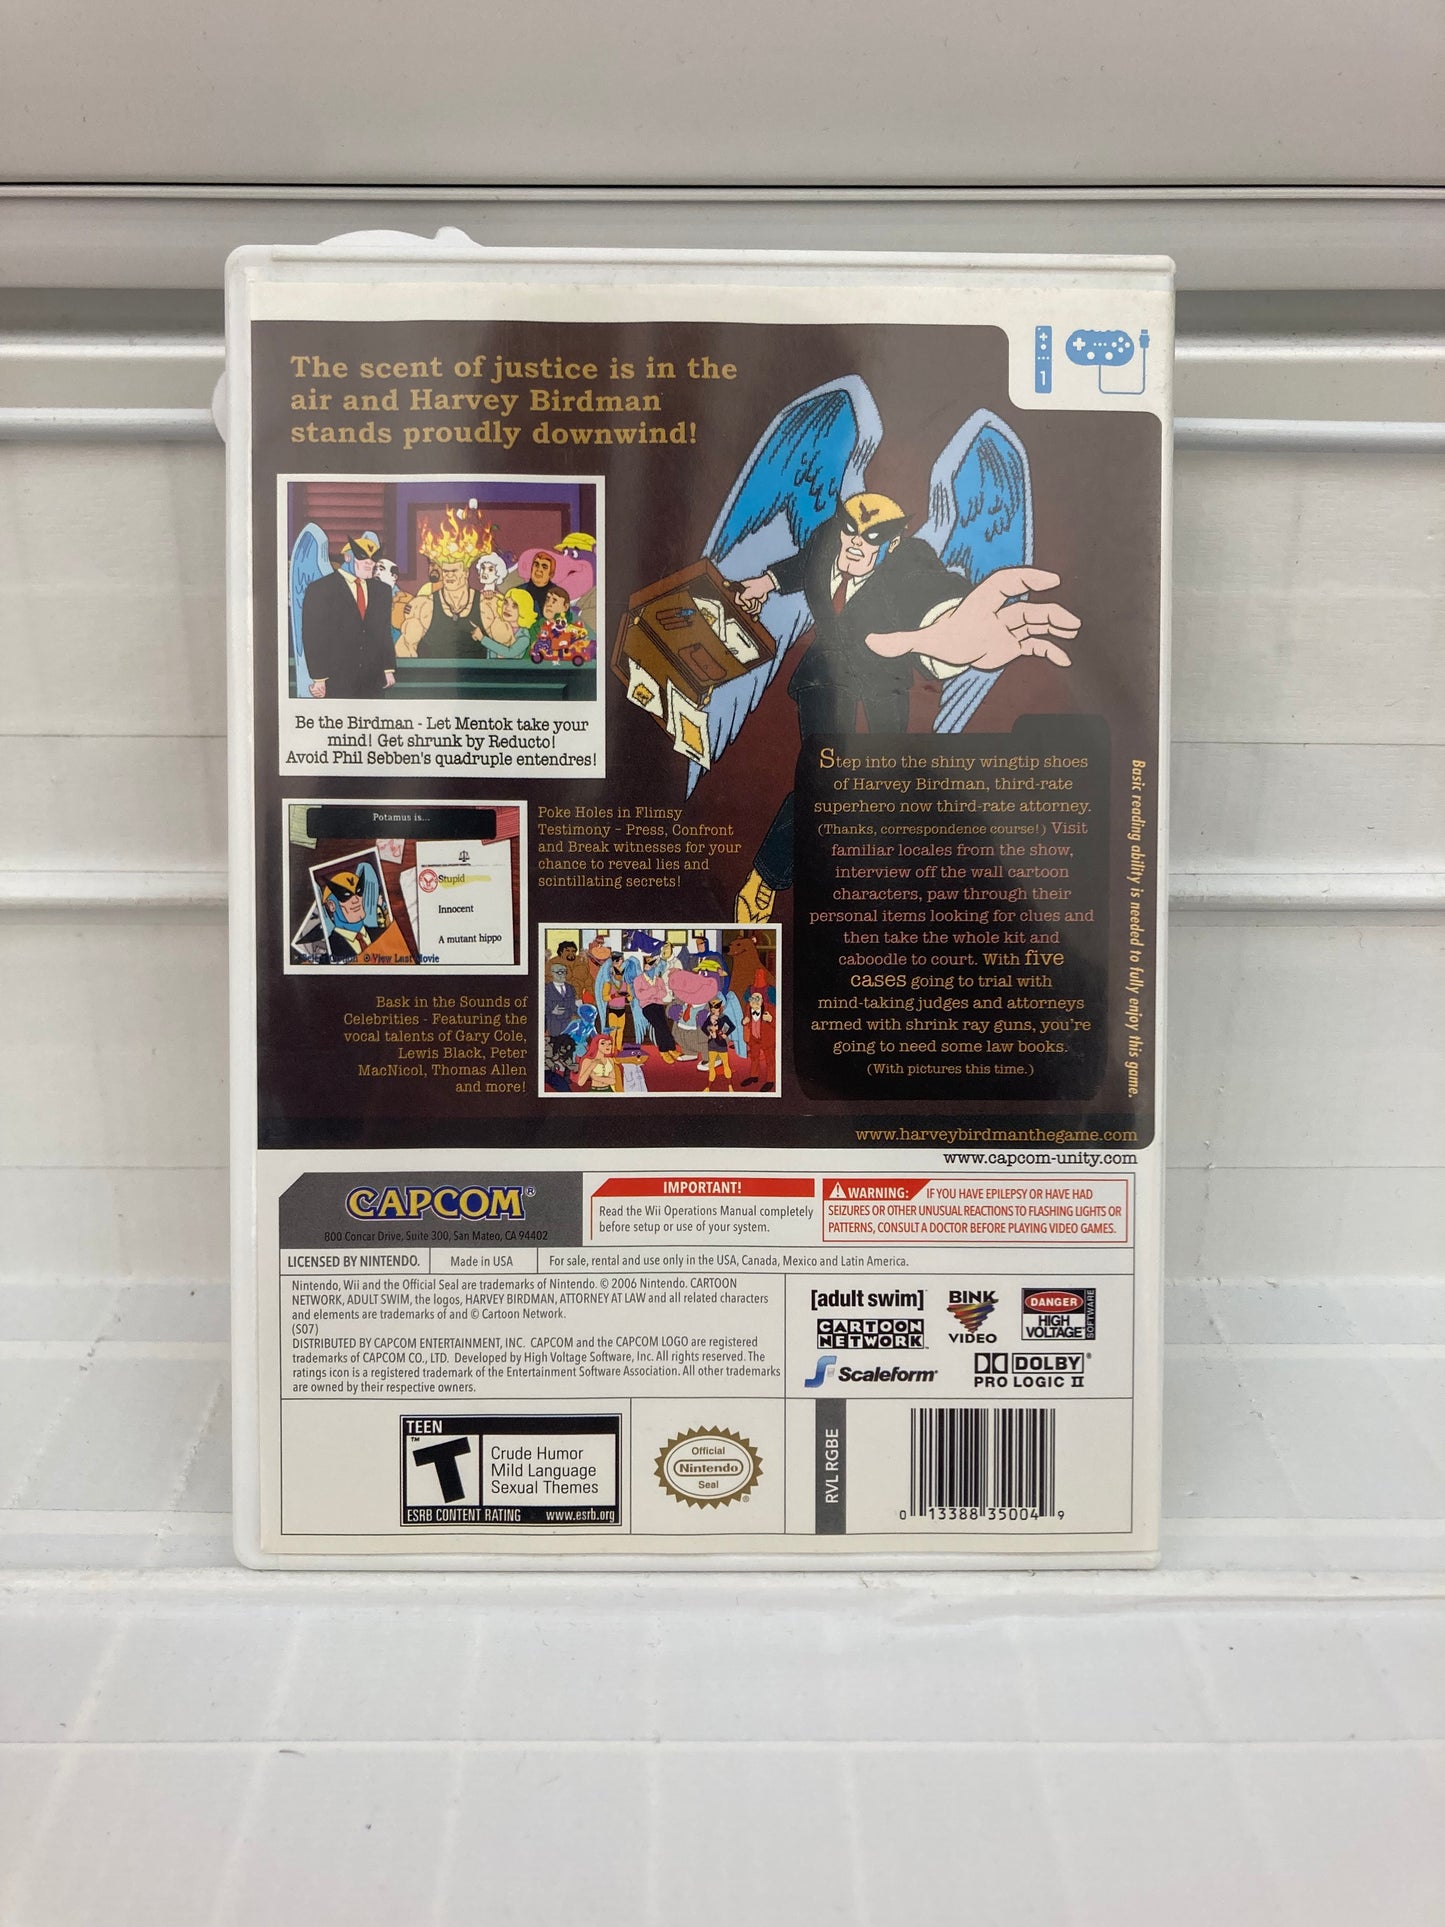 The scent of justice is in the
air and Harvey Birdman
stands proudly downwind!
1
Be the Birdman - Let Mentok take your
mind! Get shrunk by Reducto!
Avoid Phil Sebben's quadruple entendres!
Potamus is...
Stupid
Innocent
A mutant hippo
View Last Movie
Poke Holes in Flimsy
Testimony - Press, Confront
and Break witnesses for your
chance to reveal lies and
scintillating secrets!
Bask in the Sounds of
Celebrities - Featuring the
vocal talents of Gary Cole,
Lewis Black, Peter
MacNicol, Thomas Allen
and more!
Step into the shiny wingtip shoes
of Harvey Birdman, third-rate
superhero now third-rate attorney.
(Thanks, correspondence course!) Visit
familiar locales from the show,
interview off the wall cartoon
characters, paw through their
personal items looking for clues and
then take the whole kit and
caboodle to court. With five
cases going to trial with
mind-taking judges and attorneys
armed with shrink ray guns, you're
going to need some law books.
(With pictures this time.)
Basic reading ability is needed to fully enjoy this game.
www.harveybirdmanthegame.com
www.capcom-unity.com
CAPCOM®
800 Concar Drive, Suite 300, San Mateo, CA 94402
IMPORTANT!
Read the Wii Operations Manual completely
before setup or use of your system.
WARNING: IF YOU HAVE EPILEPSY OR HAVE HAD
SEIZURES OR OTHER UNUSUAL REACTIONS TO FLASHING LIGHTS OR
PATTERNS, CONSULT A DOCTOR BEFORE PLAYING VIDEO GAMES.
LICENSED BY NINTENDO.
Made in USA
For sale, rental and use only in the USA, Canada, Mexico and Latin America.
Nintendo, Wii and the Official Seal are trademarks of Nintendo. © 2006 Nintendo. CARTOON
NETWORK, ADULT SWIM, the logos, HARVEY BIRDMAN, ATTORNEY AT LAW and all related characters
and elements are trademarks of and © Cartoon Network.
(S07)
DISTRIBUTED BY CAPCOM ENTERTAINMENT, INC. CAPCOM and the CAPCOM LOGO are registered
trademarks of CAPCOM CO., LTD. Developed by High Voltage Software, Inc. All rights reserved. The
ratings icon is a registered trademark of the Entertainment Software Association. All other trademarks
are owned by their respective owners.
[adult swim]
CARTOON
NETWORK™
BINK
VIDEO
DANGER
HIGH
VOLTAGE
SOFTWARE
Scaleform
DOLBY®
PRO LOGIC II
TEEN
T
™
Crude Humor
Mild Language
Sexual Themes
ESRB CONTENT RATING www.esrb.org
Official
Nintendo
Seal
®
RVL RGBE
0 13388 35004 9